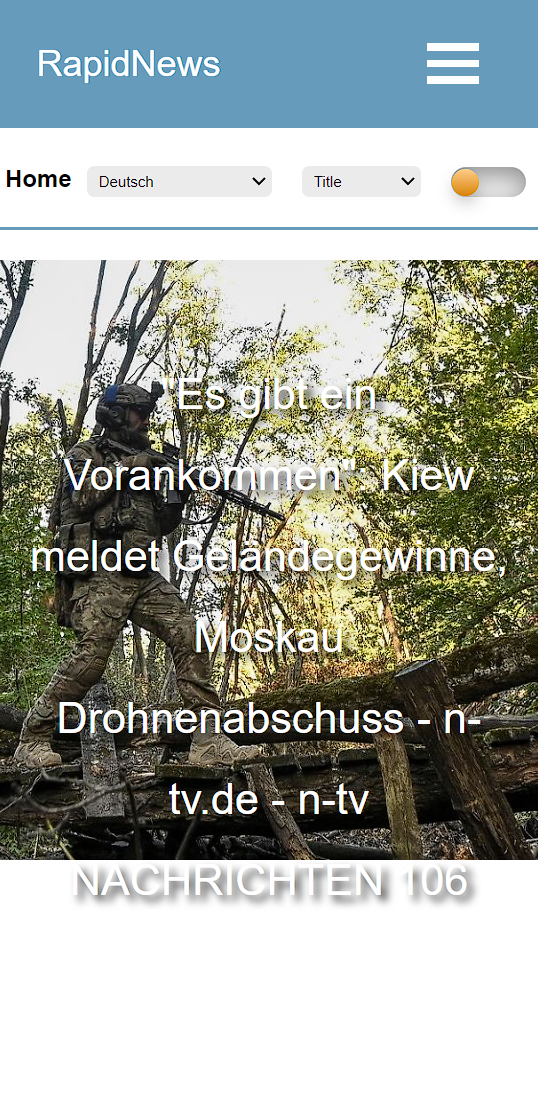 RapidNews
Home
Deutsch
Title
"Es gibt ein
Vorankommen": Kiew
meldet Geländegewinne,
Moskau
Drohnenabschuss - n-
tv.de - n-tv
NACHRICHTEN 106